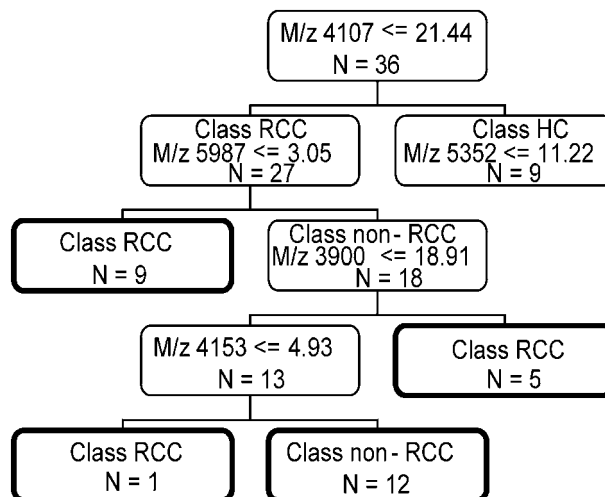 M/z 4107 <= 21.44
N = 36
Class RCC
M/z 5987 <= 3.05
N = 27
Class HC
M/z 5352 <= 11.22
N = 9
Class RCC
N = 9
Class non - RCC
M/z 3900 <= 18.91
N = 18
M/z 4153 <= 4.93
N = 13
Class RCC
N = 5
Class RCC
N = 1
Class non - RCC
N = 12